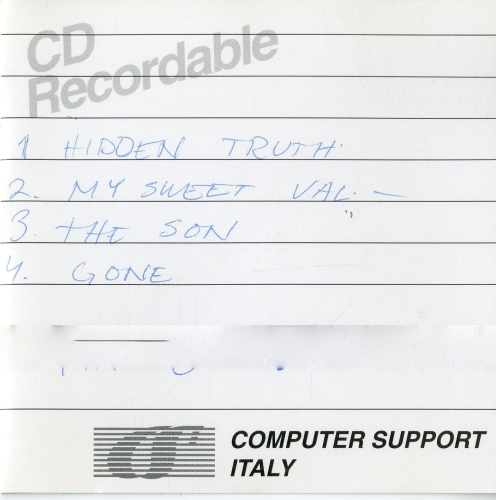 CD
Recordable
1 HIDDEN TRUTH.
2. MY SWEET VAL. —
3. THE SON
4. GONE
COMPUTER SUPPORT
ITALY